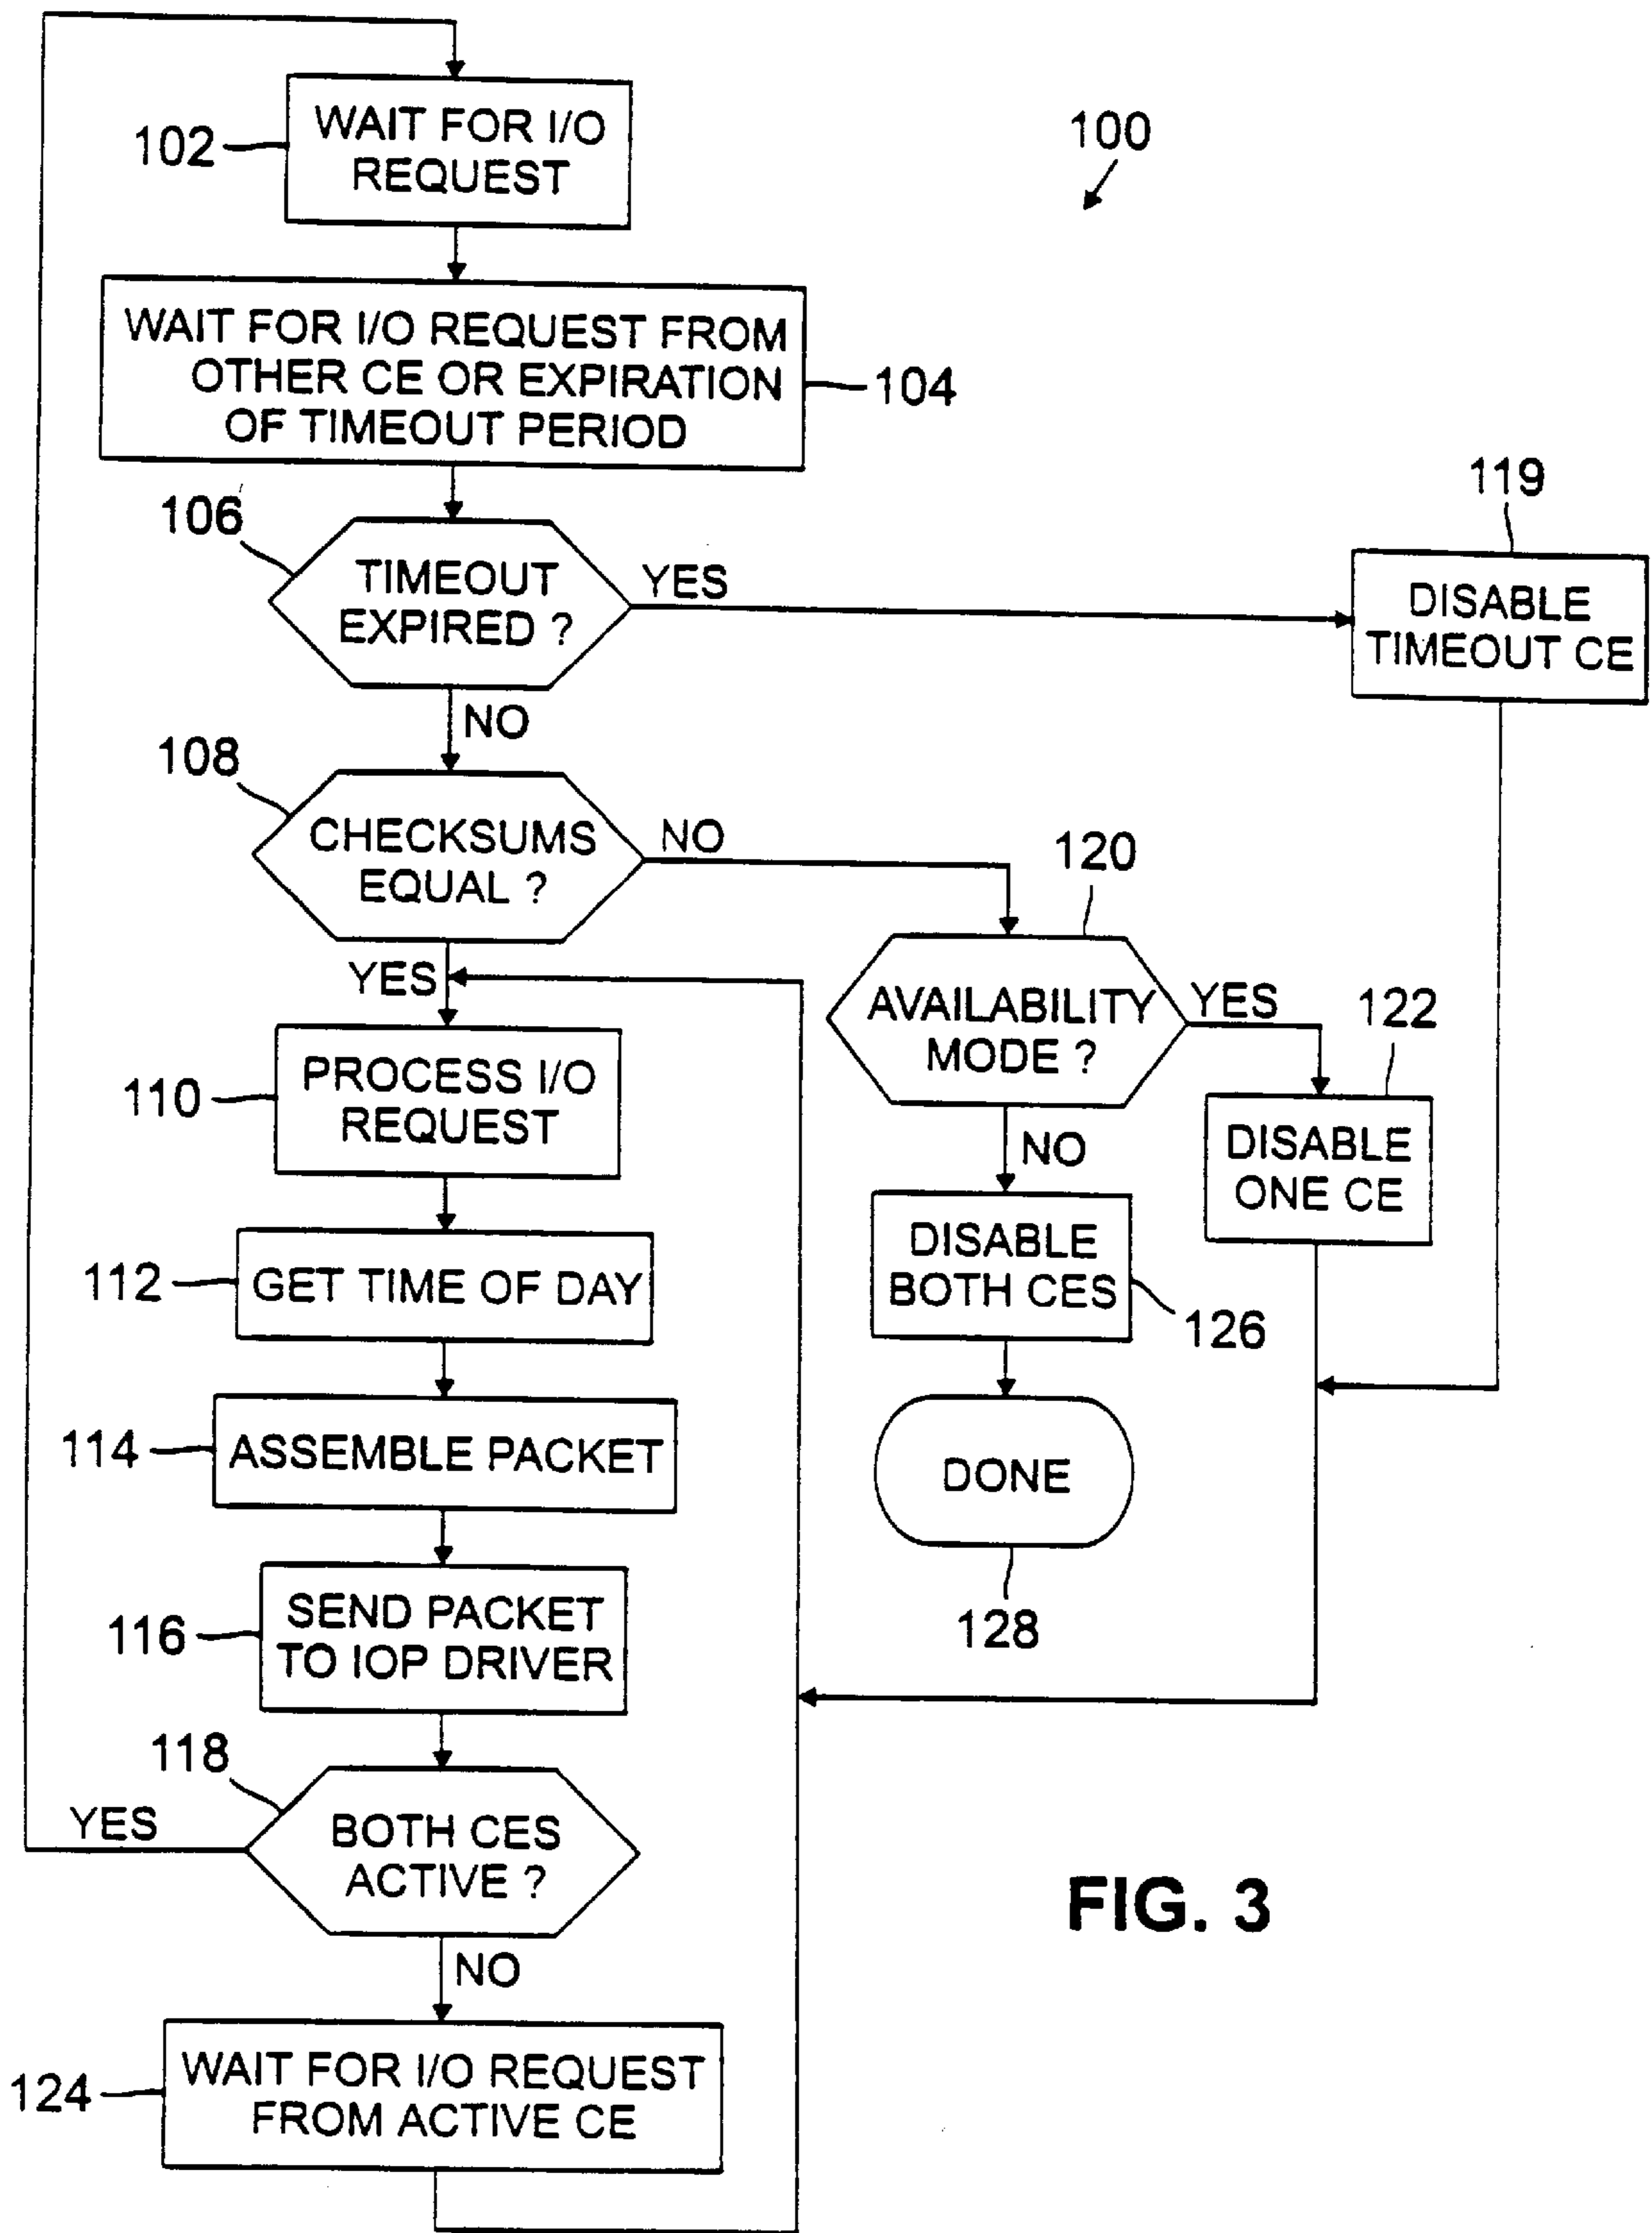 WAIT FOR I/O
REQUEST
102
100
WAIT FOR I/O REQUEST FROM
OTHER CE OR EXPIRATION
OF TIMEOUT PERIOD
104
106
TIMEOUT
EXPIRED ?
YES
NO
119
DISABLE
TIMEOUT CE
108
CHECKSUMS
EQUAL ?
NO
YES
120
AVAILABILITY
MODE ?
YES
NO
122
DISABLE
ONE CE
110
PROCESS I/O
REQUEST
DISABLE
BOTH CES
126
112
GET TIME OF DAY
114
ASSEMBLE PACKET
DONE
128
116
SEND PACKET
TO IOP DRIVER
118
YES
BOTH CES
ACTIVE ?
NO
FIG. 3
124
WAIT FOR I/O REQUEST
FROM ACTIVE CE